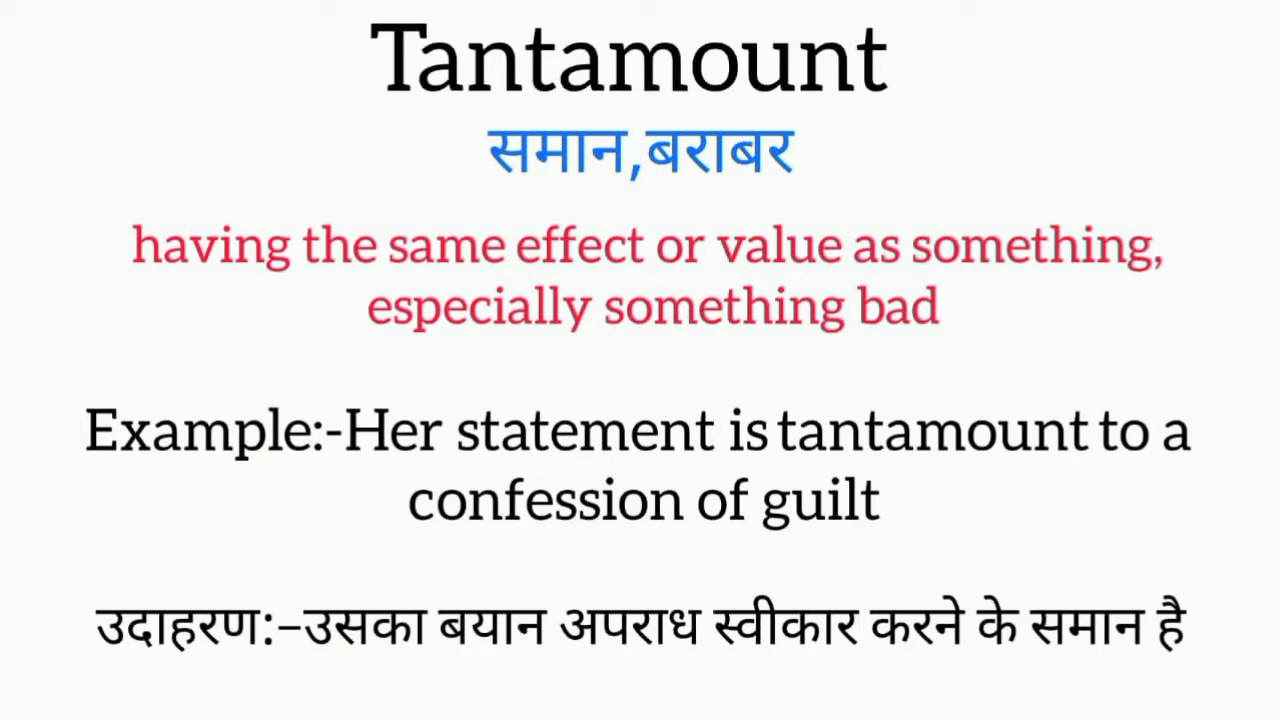 Tantamount
समान,बराबर
having the same effect or value as something,
especially something bad
Example:-Her statement is tantamount to a
confession of guilt
उदाहरण:–उसका बयान अपराध स्वीकार करने के समान है